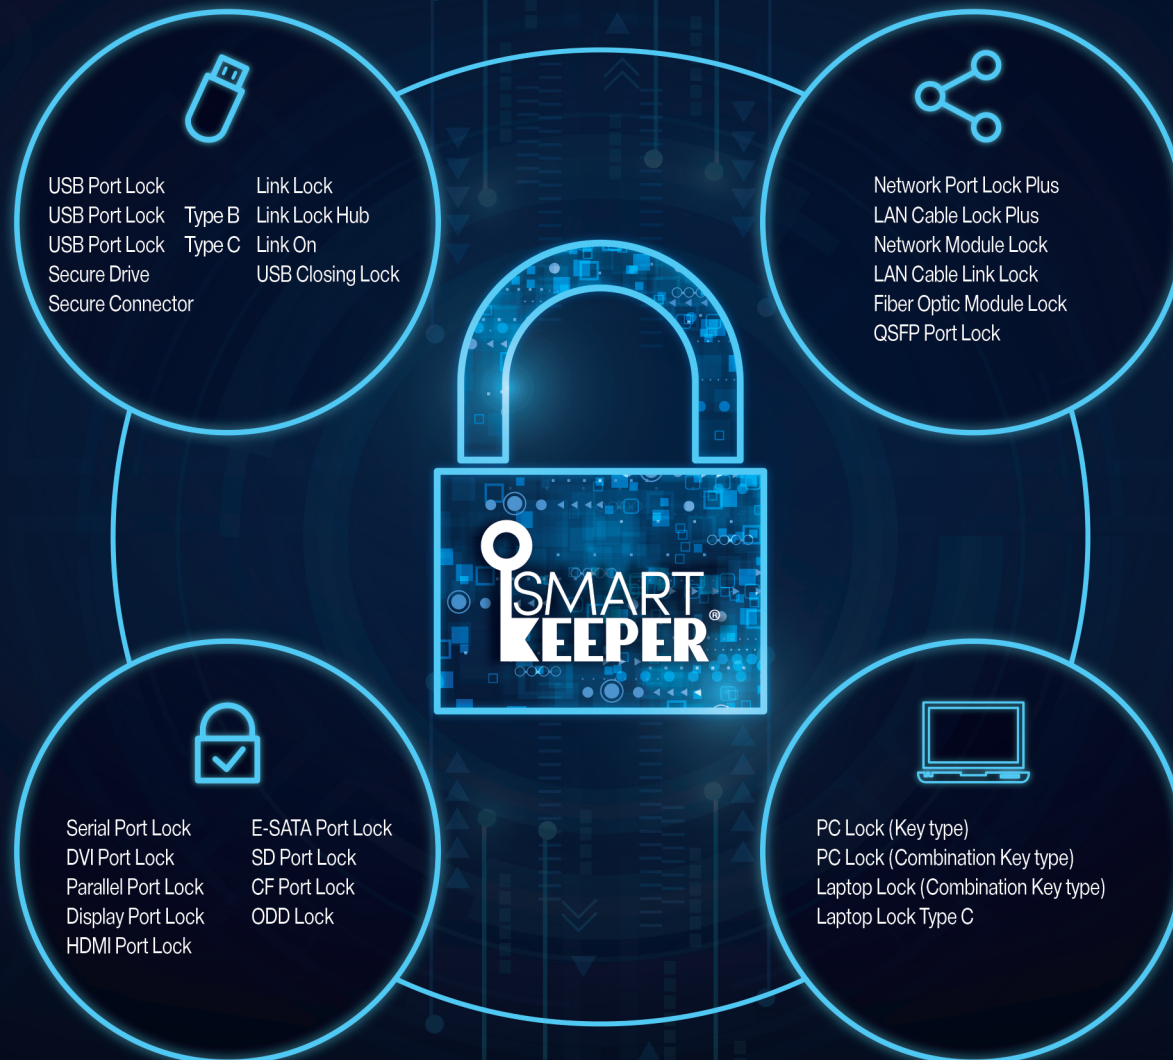 USB Port Lock
USB Port Lock Type B
USB Port Lock Type C
Secure Drive
Secure Connector
Link Lock
Link Lock Hub
Link On
USB Closing Lock
Network Port Lock Plus
LAN Cable Lock Plus
Network Module Lock
LAN Cable Link Lock
Fiber Optic Module Lock
QSFP Port Lock
SMART
KEEPER®
Serial Port Lock
DVI Port Lock
Parallel Port Lock
Display Port Lock
HDMI Port Lock
E-SATA Port Lock
SD Port Lock
CF Port Lock
ODD Lock
PC Lock (Key type)
PC Lock (Combination Key type)
Laptop Lock (Combination Key type)
Laptop Lock Type C